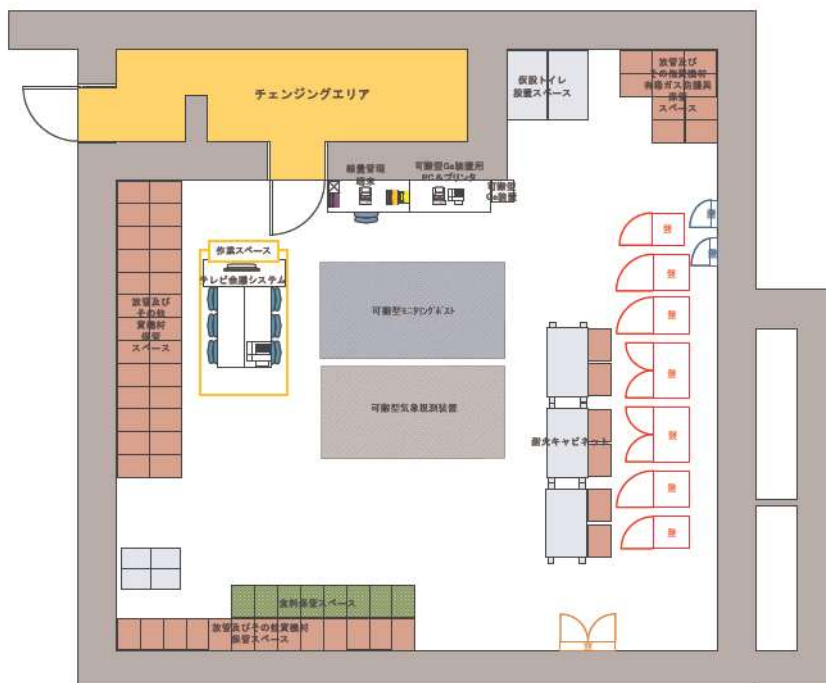 チェンジングエリア
仮設トイレ
設置スペース
放管及び
その他資機材
有毒ガス防護具
保管
スペース
線量管理
端末
可搬型Ge装置用
PC&プリンタ
可搬型
Ge装置
作業スペース
テレビ会議システム
放管及び
その他
資機材
保管
スペース
可搬型モニタリングポスト
可搬型気象観測装置
耐火キャビネット
食料保管スペース
放管及びその他資機材
保管スペース